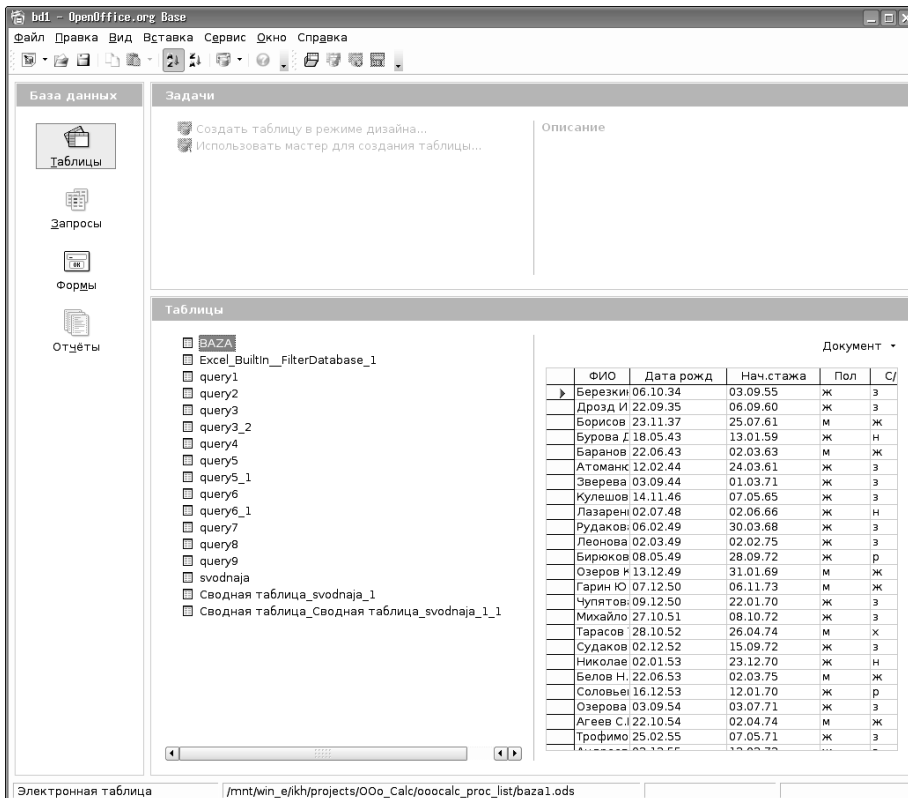 bd1 - OpenOffice.org Base
Файл Правка Вид Вставка Сервис Окно Справка
База данных
Задачи
Таблицы
Запросы
Формы
Отчёты
Создать таблицу в режиме дизайна...
Использовать мастер для создания таблицы...
Описание
Таблицы
BAZA
Excel_BuiltIn__FilterDatabase_1
query1
query2
query3
query3_2
query4
query5
query5_1
query6
query6_1
query7
query8
query9
svodnaja
Сводная таблица_svodnaja_1
Сводная таблица_Сводная таблица_svodnaja_1_1
Документ
ФИО Дата рожд Нач.стажа Пол С/
Березки 06.10.34 03.09.55 ж з
Дрозд И 22.09.35 06.09.60 ж з
Борисов 23.11.37 25.07.61 м ж
Бурова Д 18.05.43 13.01.59 ж н
Баранов 22.06.43 02.03.63 м ж
Атоманю 12.02.44 24.03.61 ж з
Зверева 03.09.44 01.03.71 ж з
Кулешов 14.11.46 07.05.65 ж з
Лазарен 02.07.48 02.06.66 ж н
Рудаков 06.02.49 30.03.68 ж з
Леонова 02.03.49 02.02.75 ж з
Бирюков 08.05.49 28.09.72 ж р
Озеров К 13.12.49 31.01.69 м ж
Гарин Ю 07.12.50 06.11.73 м ж
Чупятов 09.12.50 22.01.70 ж з
Михайло 27.10.51 08.10.72 ж з
Тарасов 28.10.52 26.04.74 м х
Судаков 02.12.52 15.09.72 ж з
Николае 02.01.53 23.12.70 ж н
Белов Н. 22.06.53 02.03.75 м ж
Соловье 16.12.53 12.01.70 ж р
Озерова 03.09.54 03.07.71 ж з
Агеев С. 22.10.54 02.04.74 м ж
Трофимо 25.02.55 07.05.71 ж з
Электронная таблица /mnt/win_e/ikh/projects/OOo_Calc/ooocalc_proc_list/baza1.ods